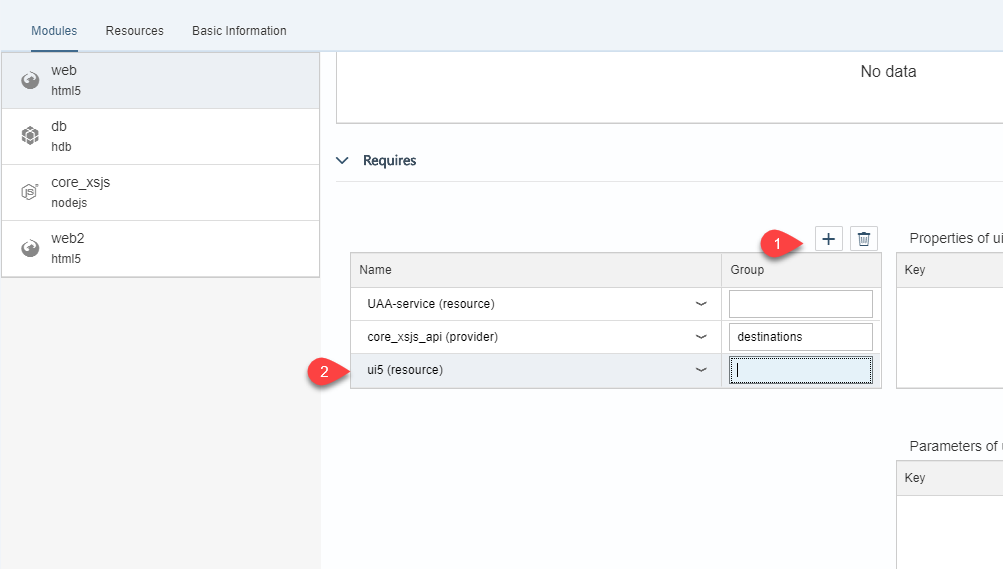 Modules Resources Basic Information
web
html5
db
hdb
core_xsjs
nodejs
web2
html5
No data
Requires
1
Properties of ui
Name Group Key
UAA-service (resource)
core_xsjs_api (provider) destinations
2 ui5 (resource)
Parameters of
Key